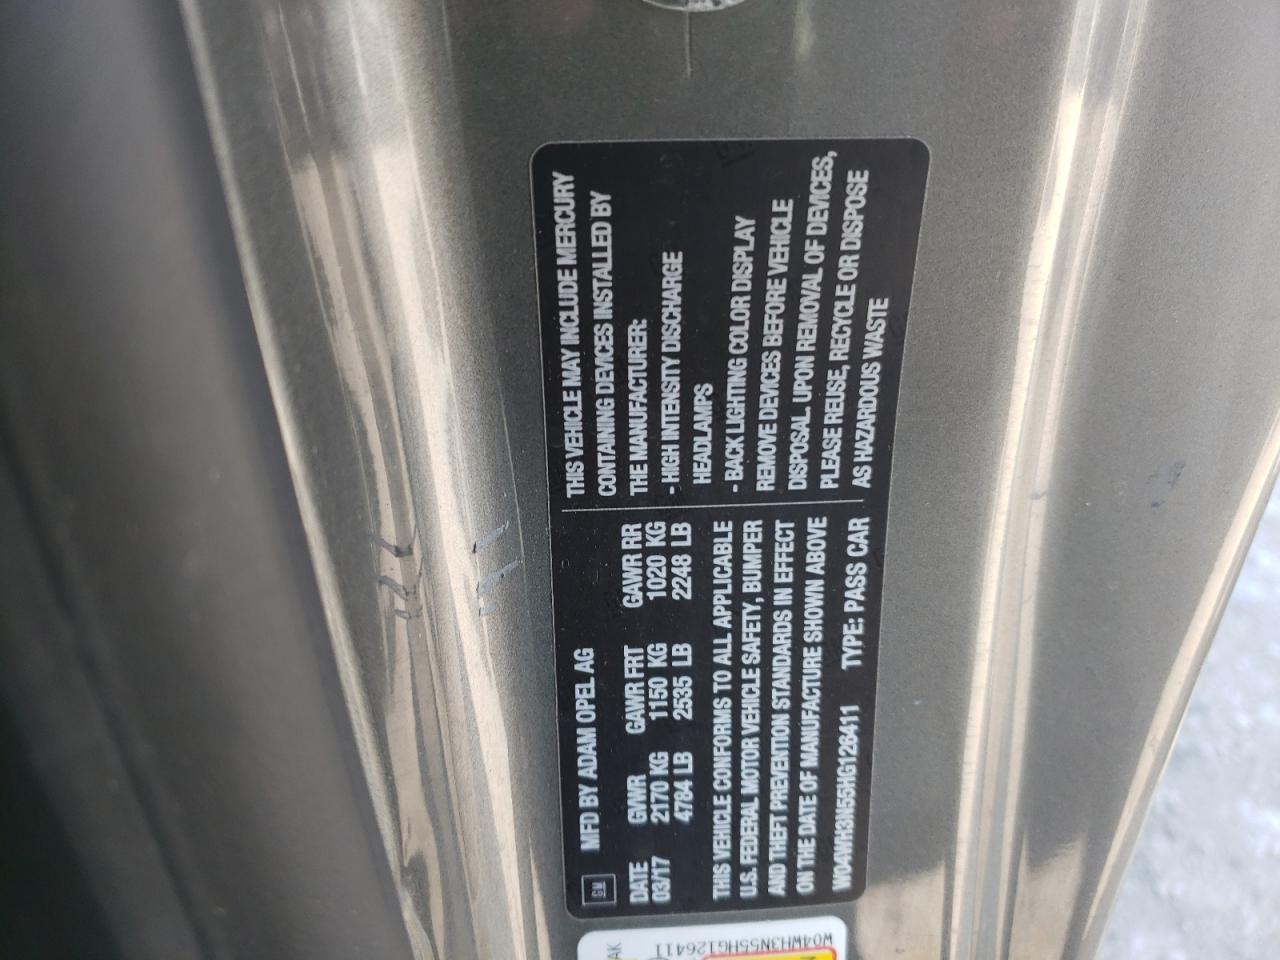 GM
MFD BY ADAM OPEL AG
DATE GVWR GAWR FRT GAWR RR
03/17 2170 KG 1150 KG 1020 KG
4784 LB 2535 LB 2248 LB
THIS VEHICLE CONFORMS TO ALL APPLICABLE
U.S. FEDERAL MOTOR VEHICLE SAFETY, BUMPER
AND THEFT PREVENTION STANDARDS IN EFFECT
ON THE DATE OF MANUFACTURE SHOWN ABOVE
W04WH3N55HG126411 TYPE: PASS CAR
THIS VEHICLE MAY INCLUDE MERCURY
CONTAINING DEVICES INSTALLED BY
THE MANUFACTURER:
- HIGH INTENSITY DISCHARGE
HEADLAMPS
- BACK LIGHTING COLOR DISPLAY
REMOVE DEVICES BEFORE VEHICLE
DISPOSAL. UPON REMOVAL OF DEVICES,
PLEASE REUSE, RECYCLE OR DISPOSE
AS HAZARDOUS WASTE
W04WH3N55HG126411